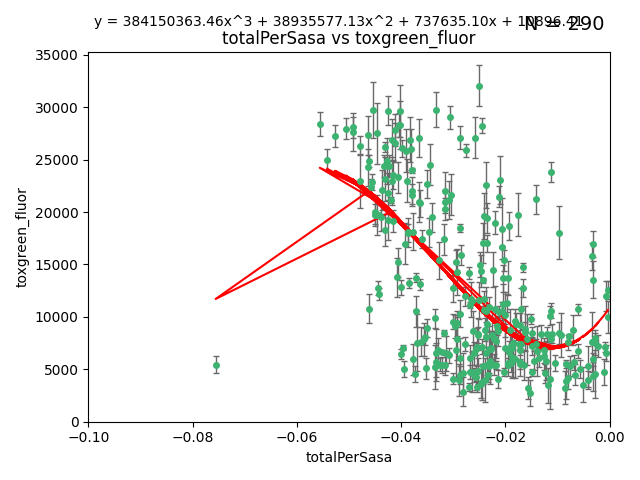 y = 384150363.46x^3 + 38935577.13x^2 + 737635.10x + 10896.41
N = 290
totalPerSasa vs toxgreen_fluor
35000
30000
25000
20000
15000
10000
5000
0
toxgreen_fluor
−0.10 −0.08 −0.06 −0.04 −0.02 0.00
totalPerSasa